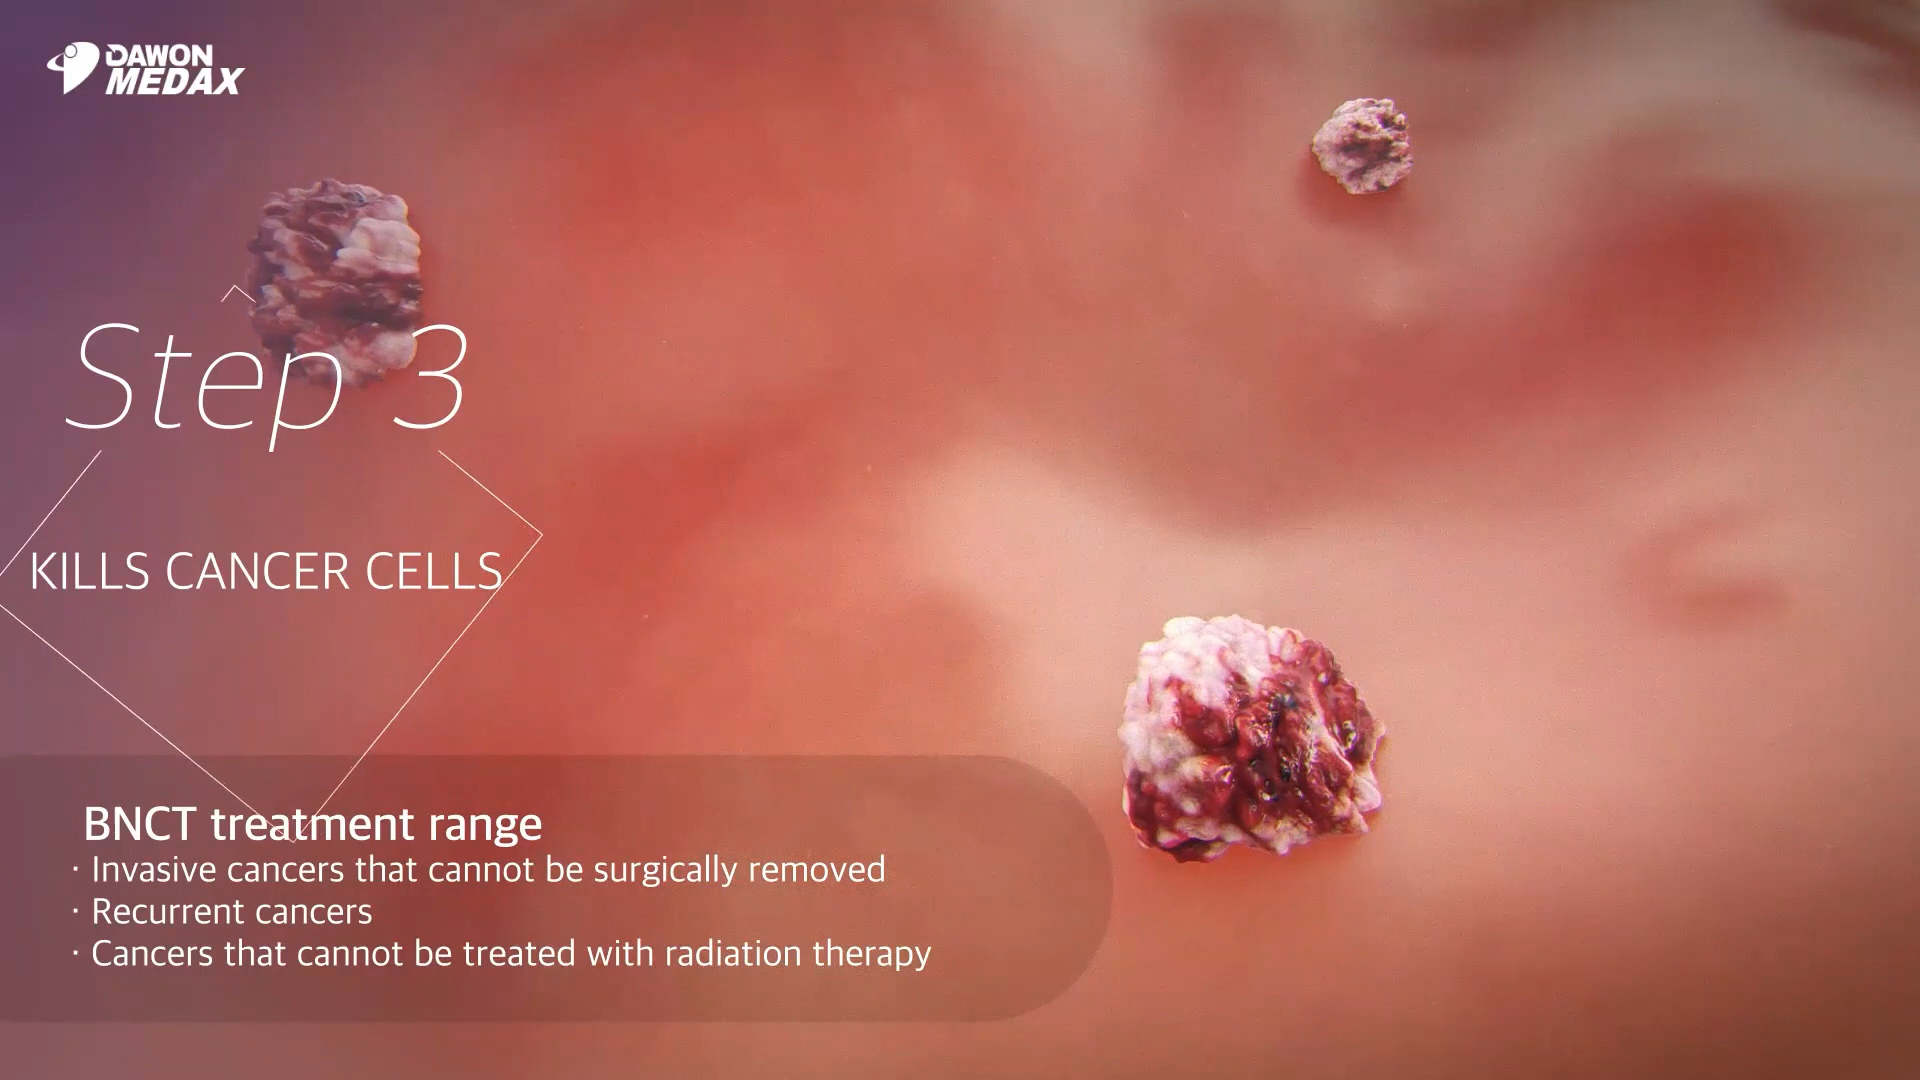 DAWON
MEDAX
Step 3
KILLS CANCER CELLS
BNCT treatment range
· Invasive cancers that cannot be surgically removed
· Recurrent cancers
· Cancers that cannot be treated with radiation therapy